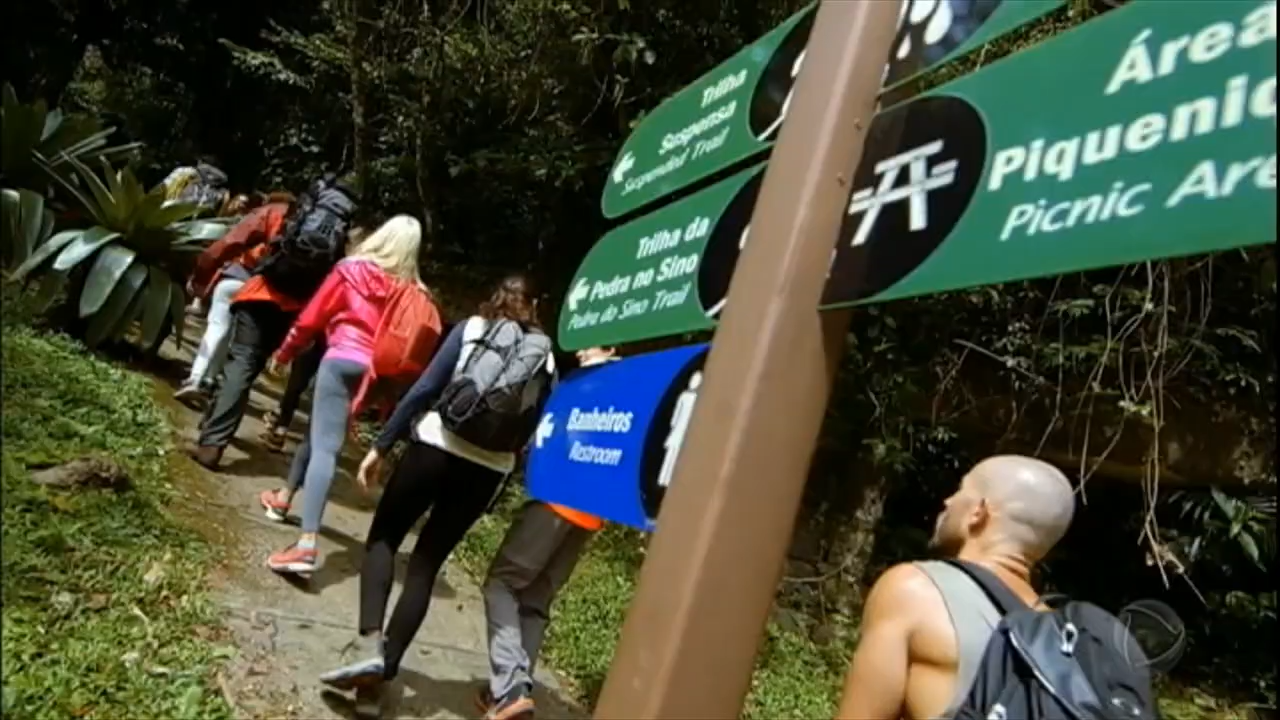 Trilha
Suspensa
Suspended Trail
Trilha da
Pedra no Sino
Pedra do Sino Trail
Banheiros
Restroom
Área
Piquenic
Picnic Are